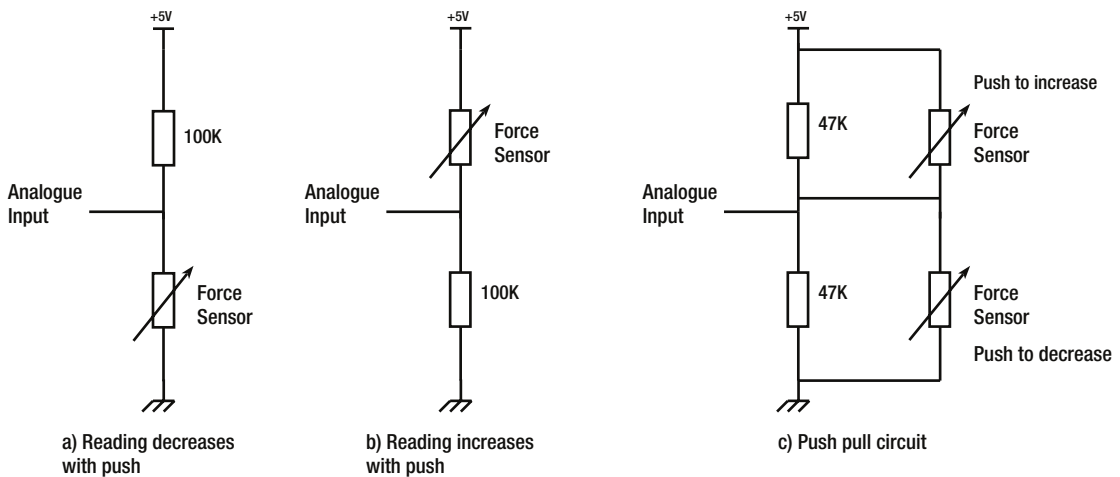 +5V
100K
Analogue
Input
Force
Sensor
a) Reading decreases
with push
+5V
Force
Sensor
Analogue
Input
100K
b) Reading increases
with push
+5V
Push to increase
47K
Force
Sensor
Analogue
Input
47K
Force
Sensor
Push to decrease
c) Push pull circuit